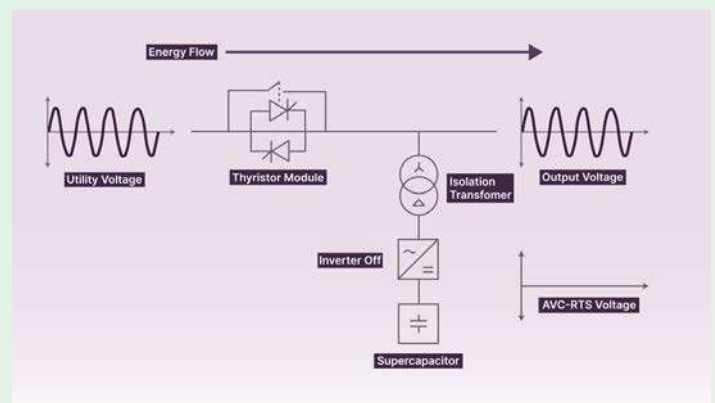 Energy Flow
Utility Voltage
Thyristor Module
Isolation
Transfomer
Output Voltage
Inverter Off
AVC-RTS Voltage
Supercapacitor